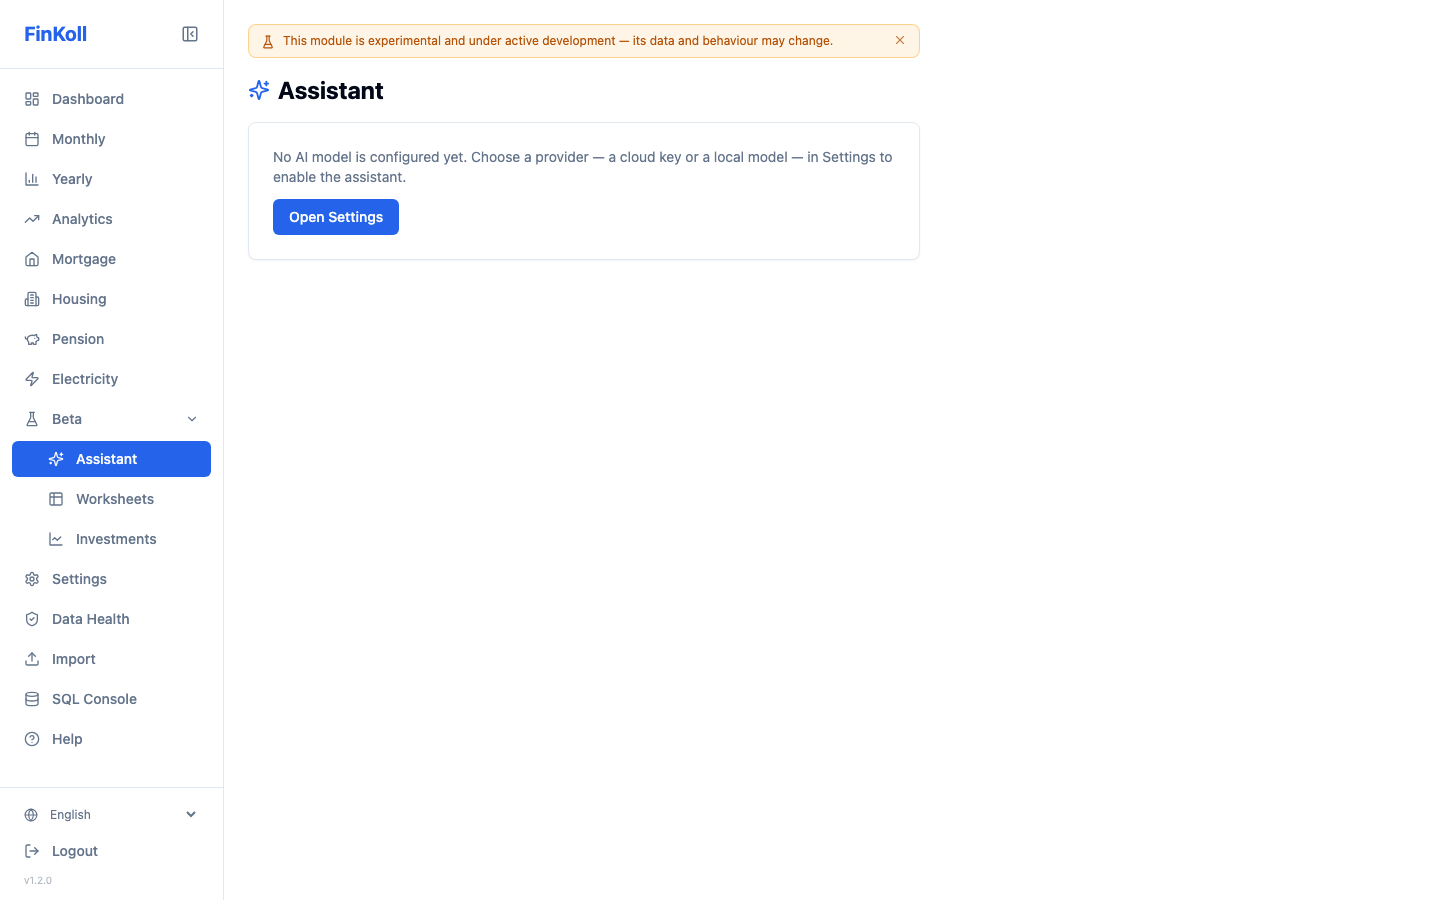 FinKoll
Dashboard
Monthly
Yearly
Analytics
Mortgage
Housing
Pension
Electricity
Beta
Assistant
Worksheets
Investments
Settings
Data Health
Import
SQL Console
Help
English
Logout
v1.2.0
This module is experimental and under active development — its data and behaviour may change.
Assistant
No AI model is configured yet. Choose a provider — a cloud key or a local model — in Settings to
enable the assistant.
Open Settings